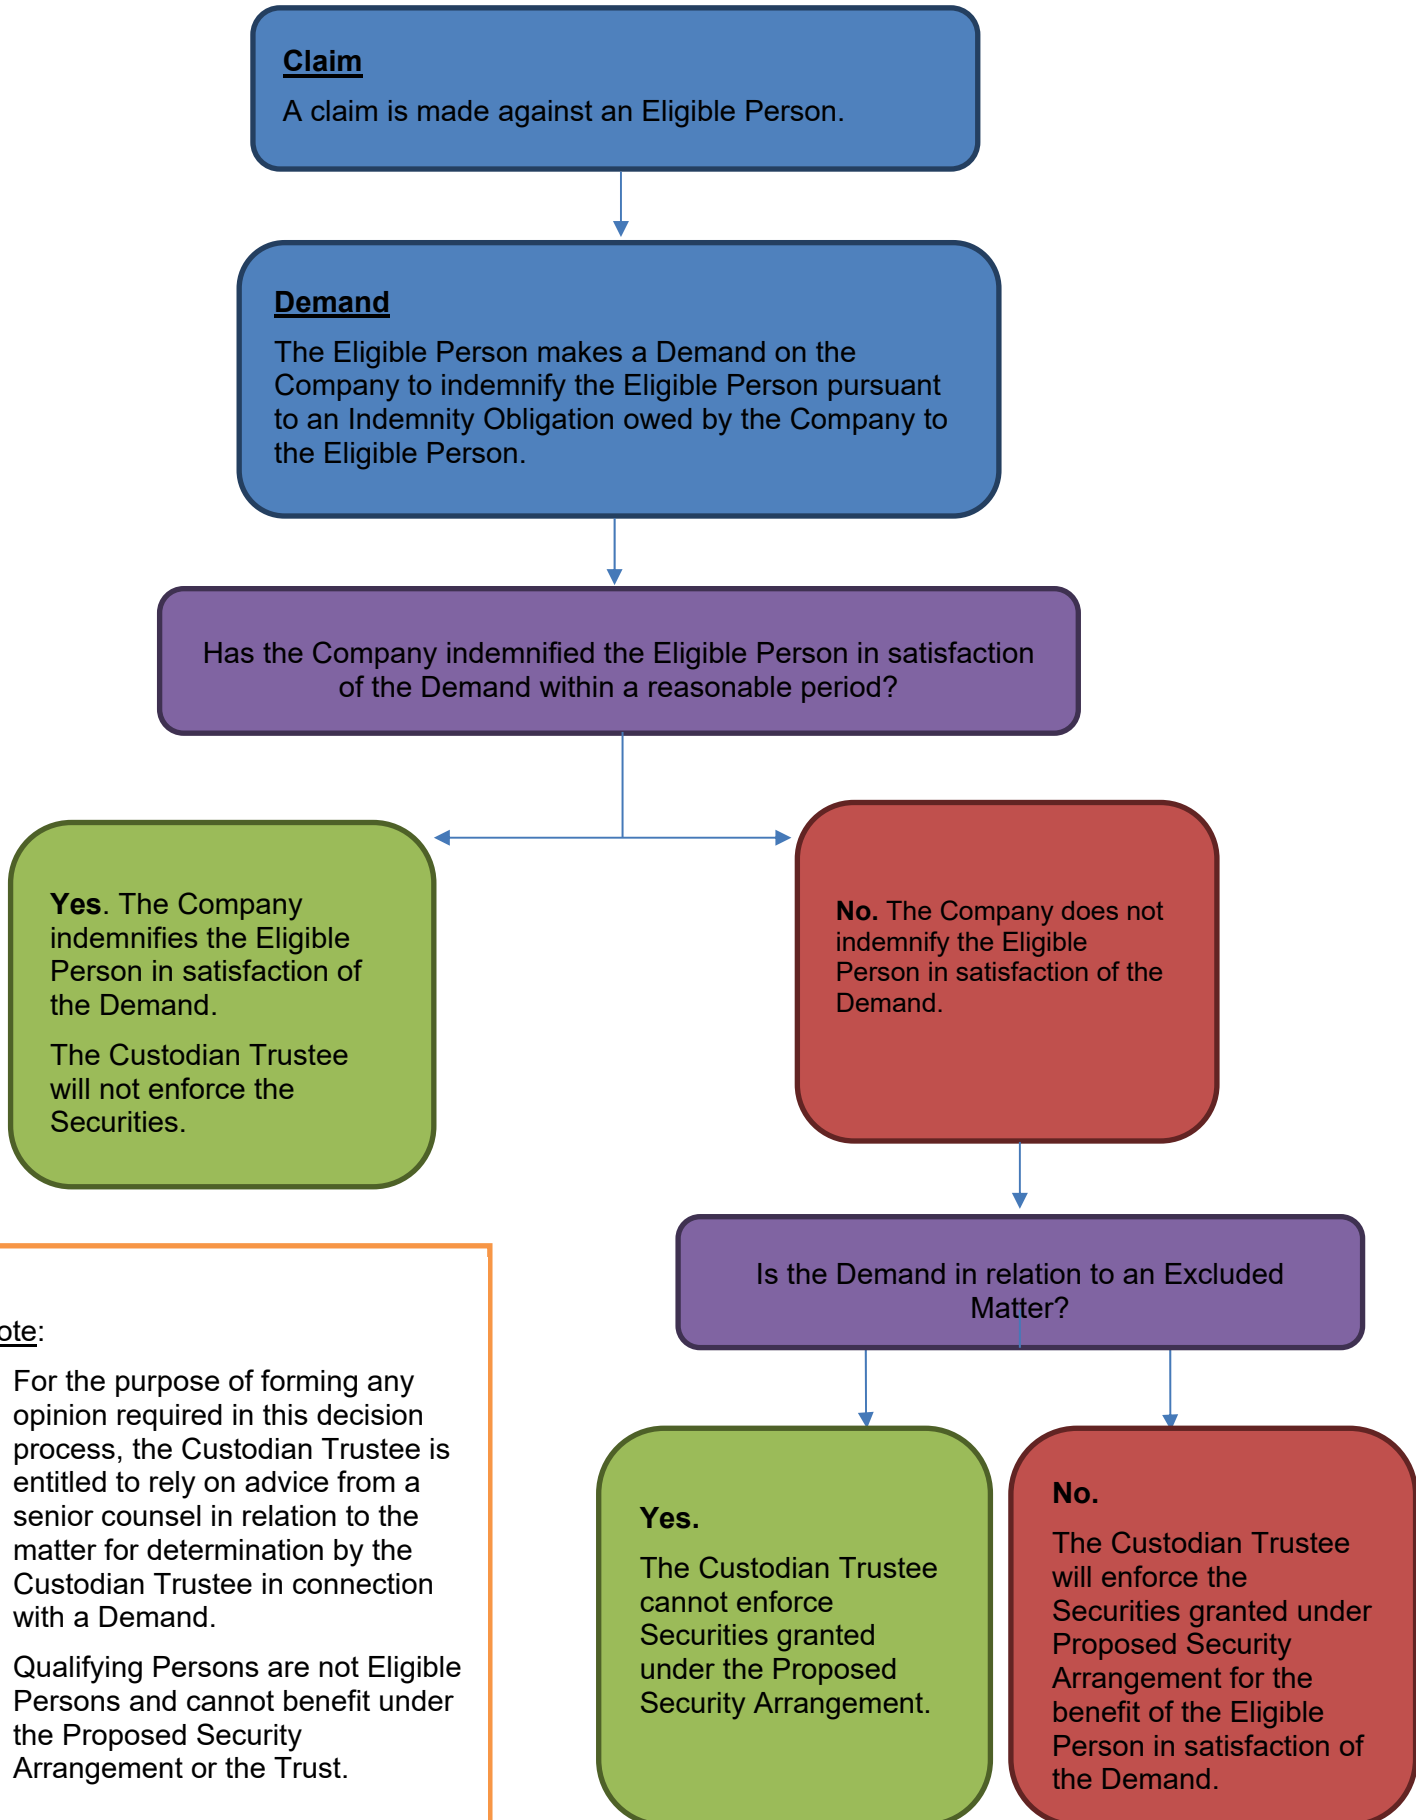 Claim
A claim is made against an Eligible Person.
Demand
The Eligible Person makes a Demand on the
Company to indemnify the Eligible Person pursuant
to an Indemnity Obligation owed by the Company to
the Eligible Person.
Has the Company indemnified the Eligible Person in satisfaction
of the Demand within a reasonable period?
Yes. The Company
indemnifies the Eligible
Person in satisfaction of
the Demand.
The Custodian Trustee
will not enforce the
Securities.
No. The Company does not
indemnify the Eligible
Person in satisfaction of the
Demand.
Is the Demand in relation to an Excluded
Matter?
ote:
For the purpose of forming any
opinion required in this decision
process, the Custodian Trustee is
entitled to rely on advice from a
senior counsel in relation to the
matter for determination by the
Custodian Trustee in connection
with a Demand.
Qualifying Persons are not Eligible
Persons and cannot benefit under
the Proposed Security
Arrangement or the Trust.
Yes.
The Custodian Trustee
cannot enforce
Securities granted
under the Proposed
Security Arrangement.
No.
The Custodian Trustee
will enforce the
Securities granted under
Proposed Security
Arrangement for the
benefit of the Eligible
Person in satisfaction of
the Demand.